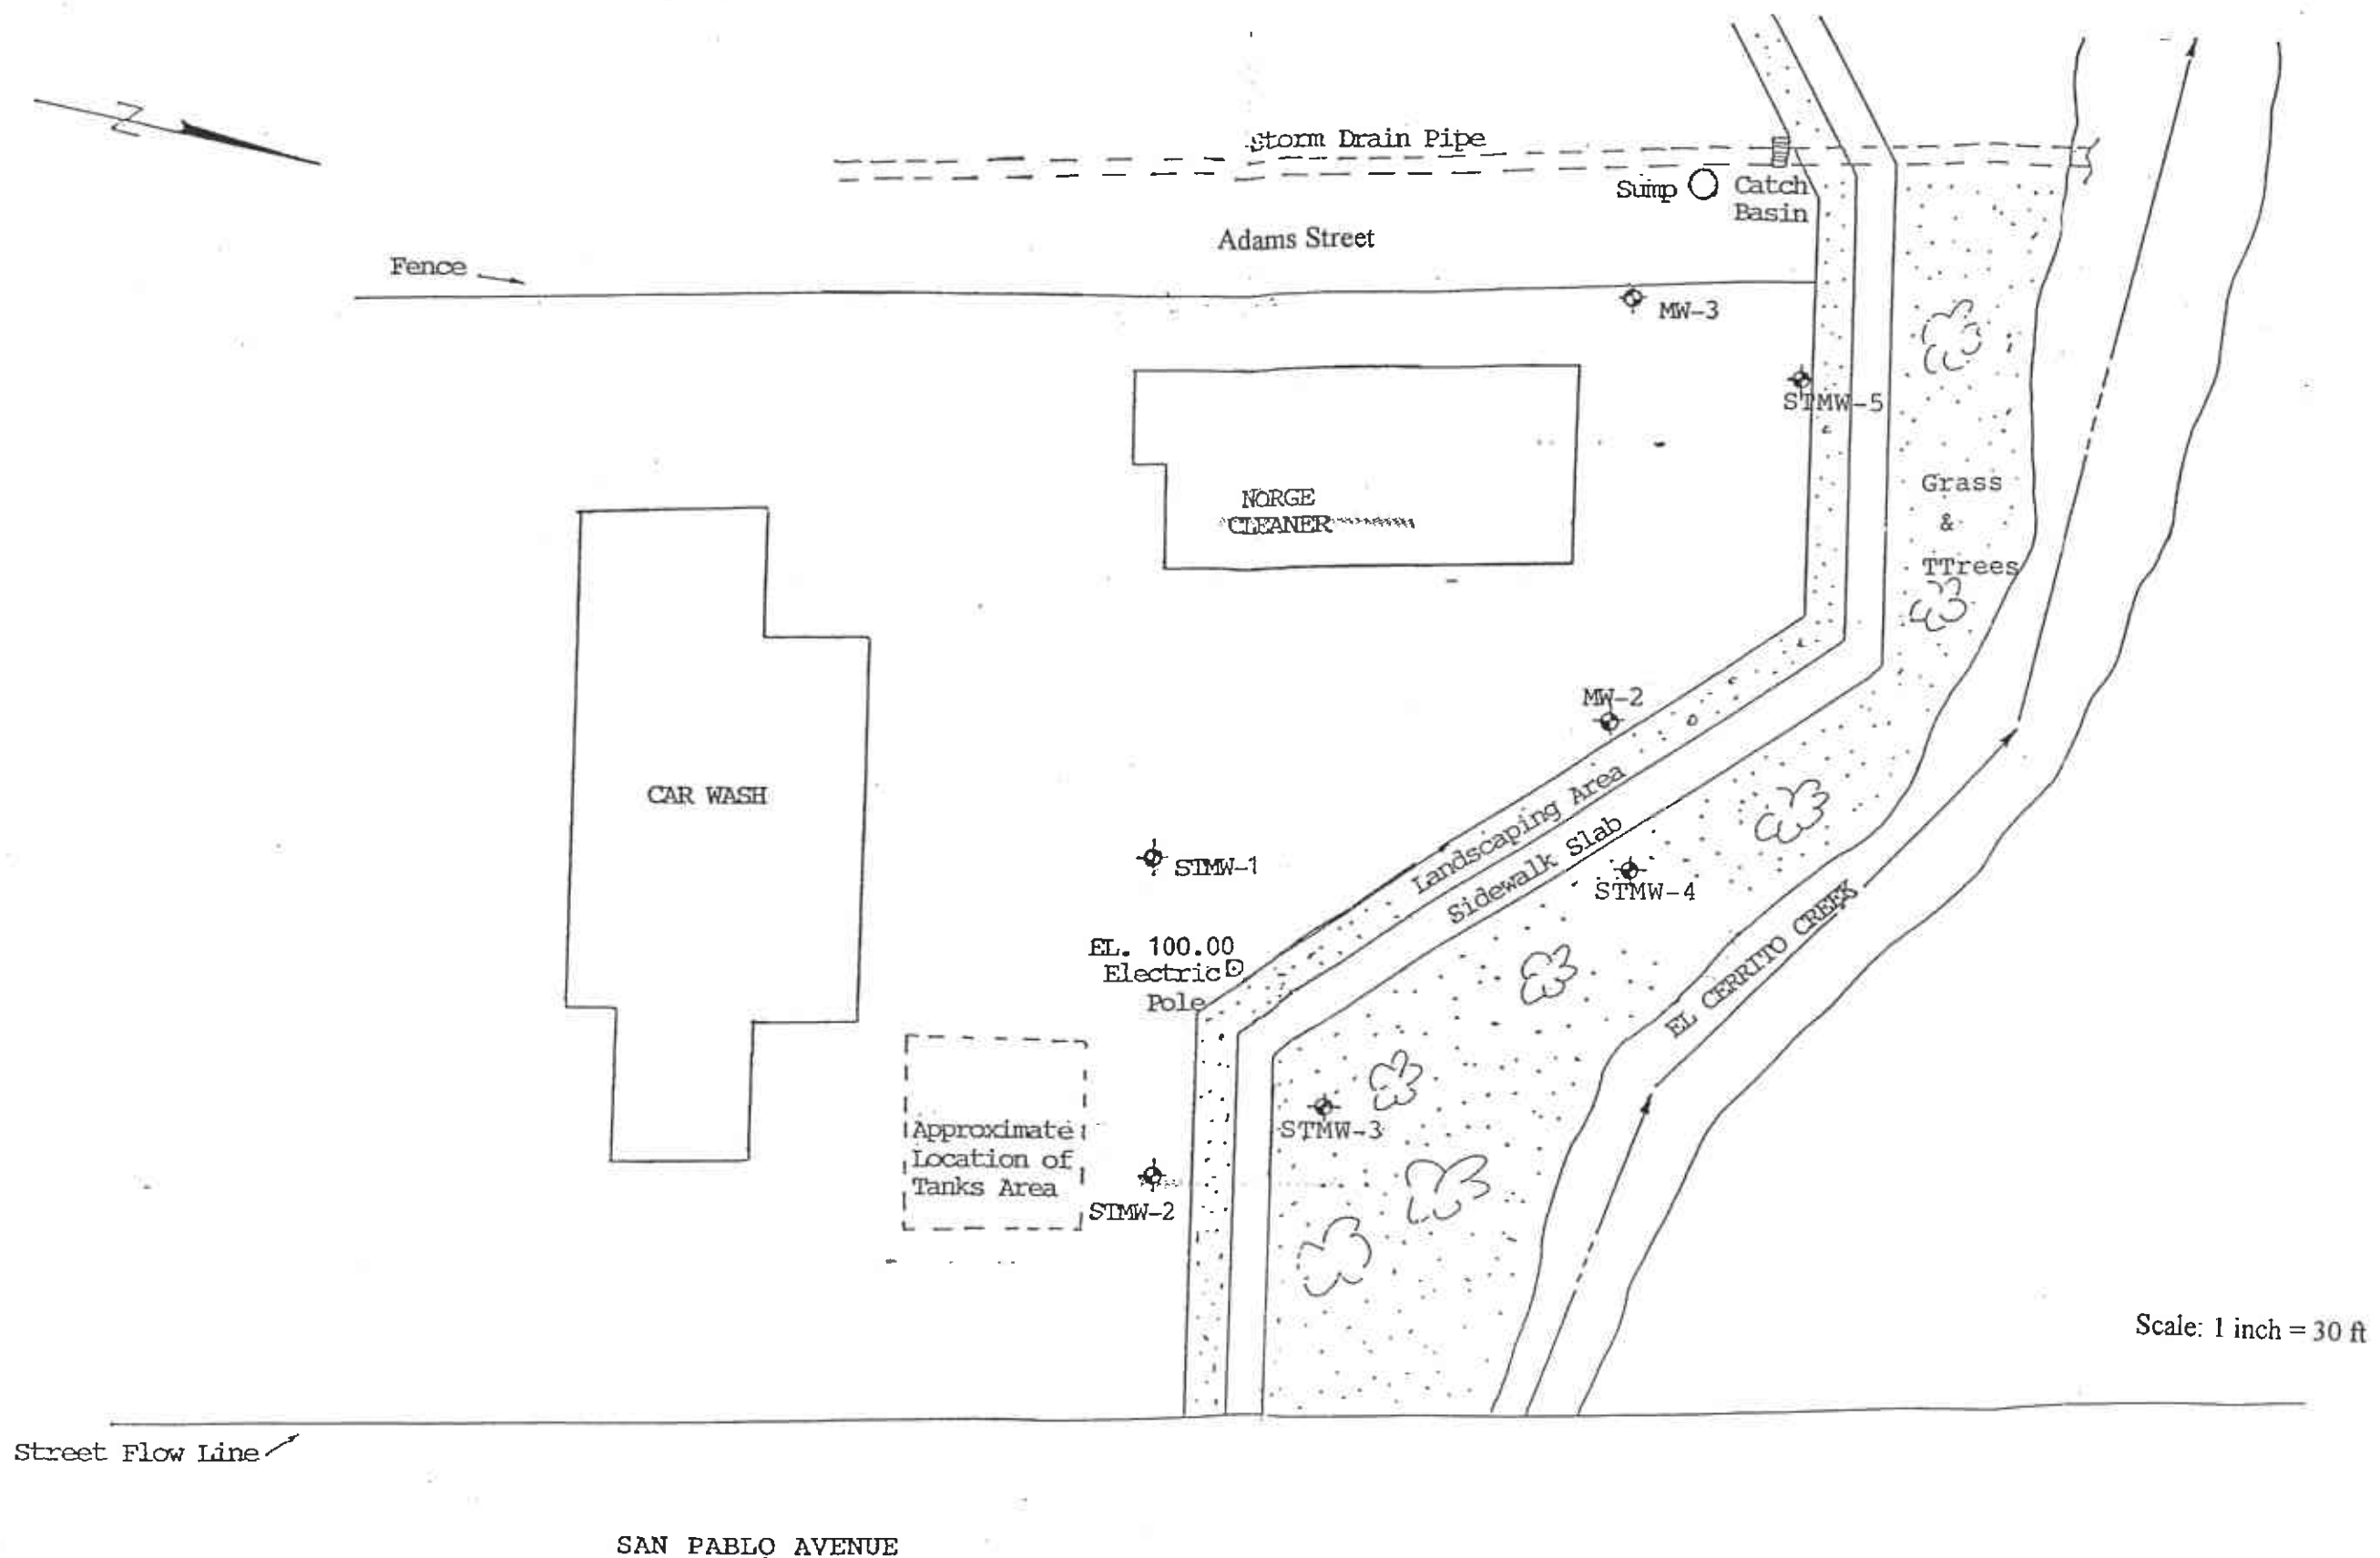 N
Storm Drain Pipe
Sump
Catch
Basin
Adams Street
Fence
MW-3
STMW-5
NORGE
CLEANER
Grass
&
TTrees
MW-2
CAR WASH
Landscaping Area
Sidewalk Slab
STMW-1
STMW-4
EL. 100.00
Electric
Pole
EL CERRITO CREEK
Approximate
Location of
Tanks Area
STMW-3
STMW-2
Scale: 1 inch = 30 ft
Street Flow Line
SAN PABLO AVENUE